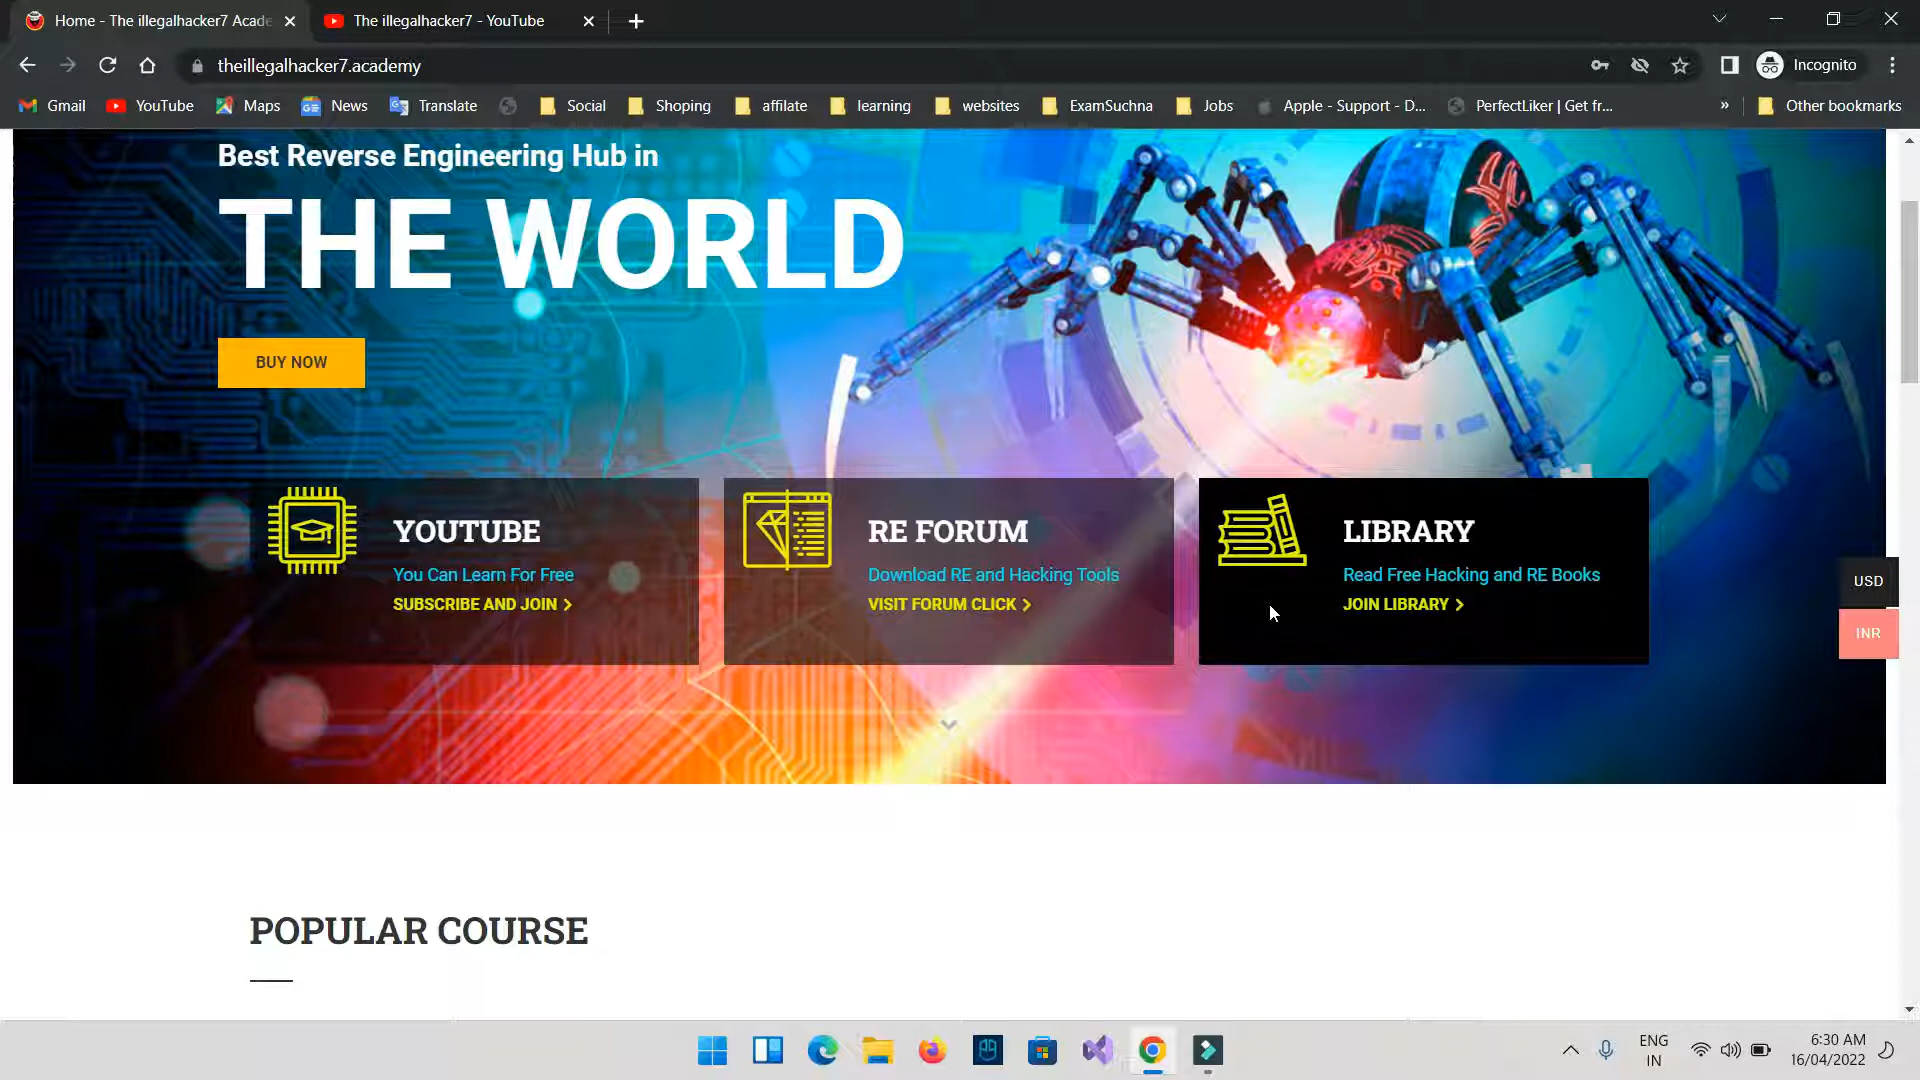 Home - The illegalhacker7 Acade
The illegalhacker7 - YouTube
theillegalhacker7.academy
Incognito
Gmail
YouTube
Maps
News
Translate
Social
Shoping
affilate
learning
websites
ExamSuchna
Jobs
Apple - Support - D...
PerfectLiker | Get fr...
»
Other bookmarks
Best Reverse Engineering Hub in
THE WORLD
BUY NOW
YOUTUBE
You Can Learn For Free
SUBSCRIBE AND JOIN >
RE FORUM
Download RE and Hacking Tools
VISIT FORUM CLICK >
LIBRARY
Read Free Hacking and RE Books
JOIN LIBRARY >
USD
INR
POPULAR COURSE
ENG
IN
6:30 AM
16/04/2022